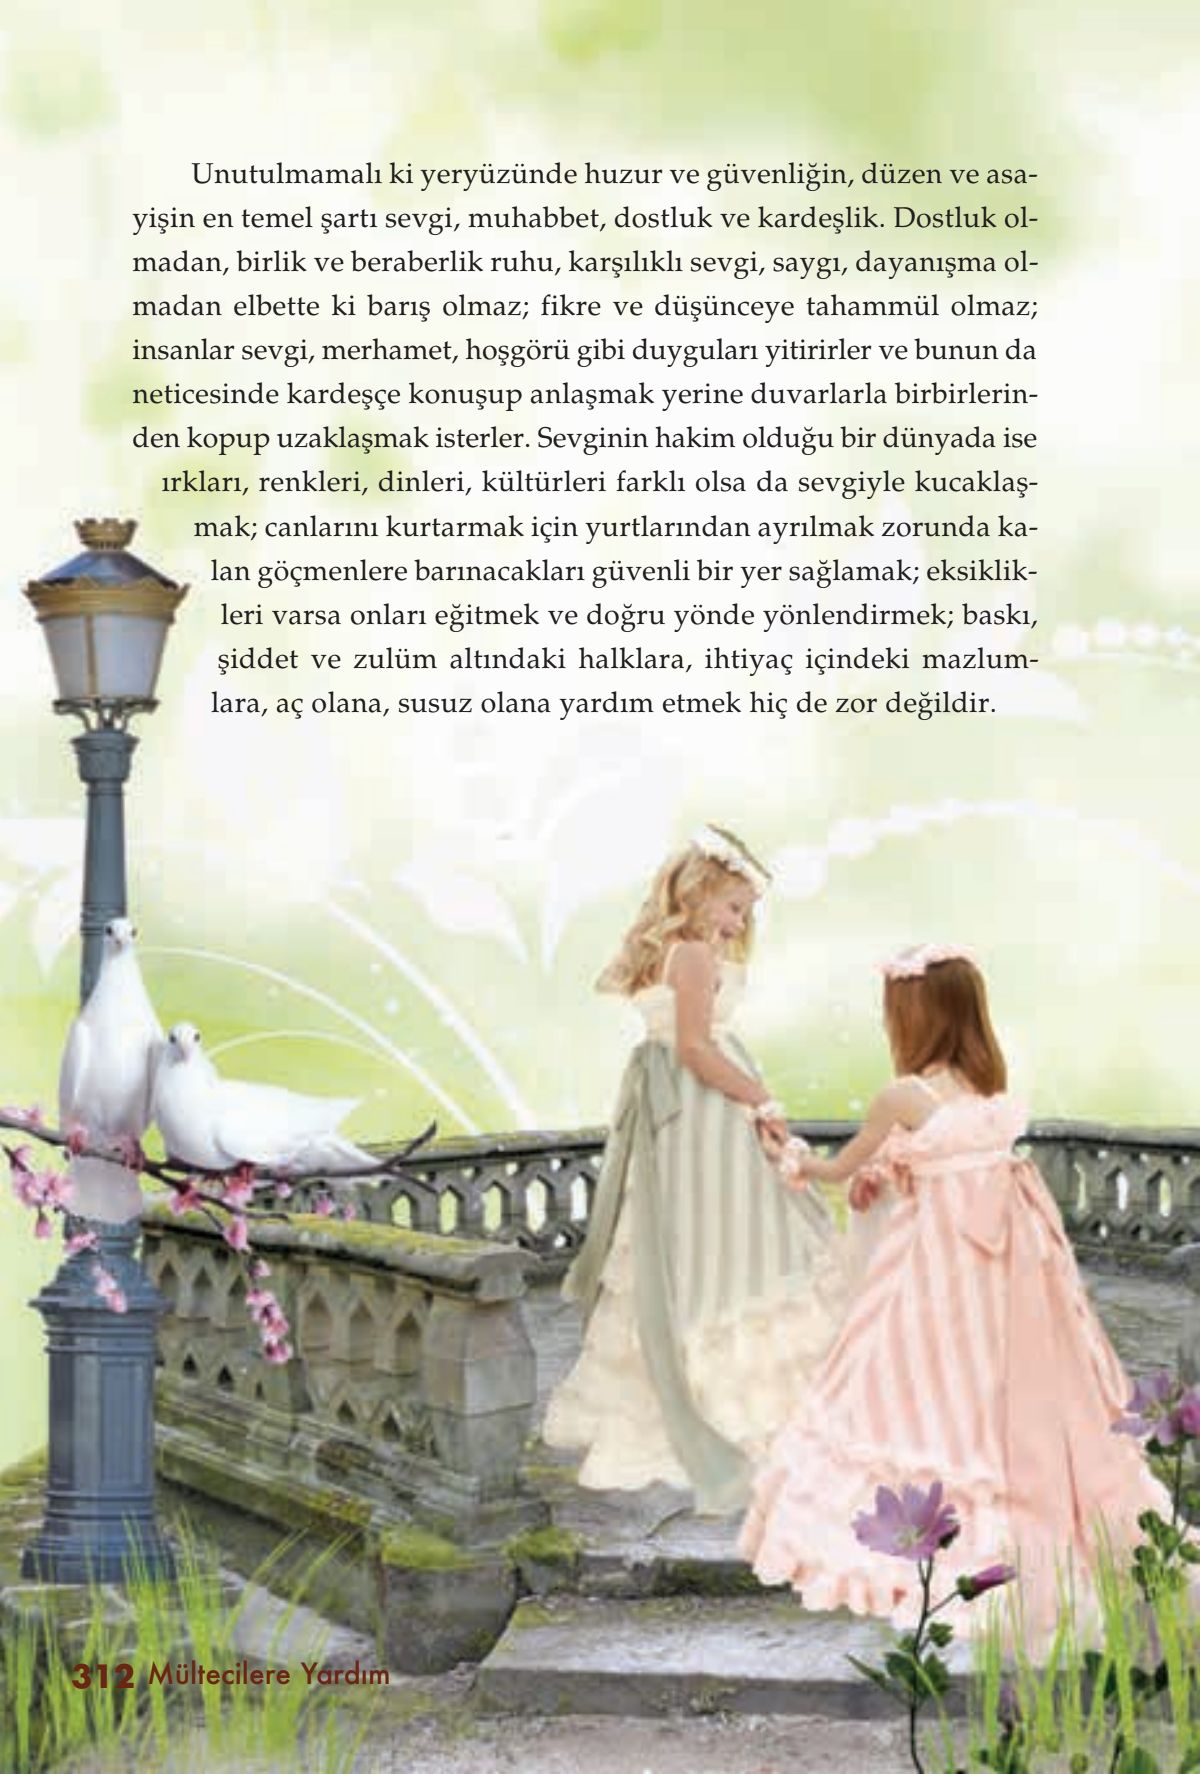 Unutulmamalı ki yeryüzünde huzur ve güvenliğin, düzen ve asa-
yişin en temel şartı sevgi, muhabbet, dostluk ve kardeşlik. Dostluk ol-
madan, birlik ve beraberlik ruhu, karşılıklı sevgi, saygı, dayanışma ol-
madan elbette ki barış olmaz; fikre ve düşünceye tahammül olmaz;
insanlar sevgi, merhamet, hoşgörü gibi duyguları yitirirler ve bunun da
neticesinde kardeşçe konuşup anlaşmak yerine duvarlarla birbirlerin-
den kopup uzaklaşmak isterler. Sevginin hakim olduğu bir dünyada ise
ırkları, renkleri, dinleri, kültürleri farklı olsa da sevgiyle kucaklaş-
mak; canlarını kurtarmak için yurtlarından ayrılmak zorunda ka-
lan göçmenlere barınacakları güvenli bir yer sağlamak; eksiklik-
leri varsa onları eğitmek ve doğru yönde yönlendirmek; baskı,
şiddet ve zulüm altındaki halklara, ihtiyaç içindeki mazlum-
lara, aç olana, susuz olana yardım etmek hiç de zor değildir.
312 Mültecilere Yardım